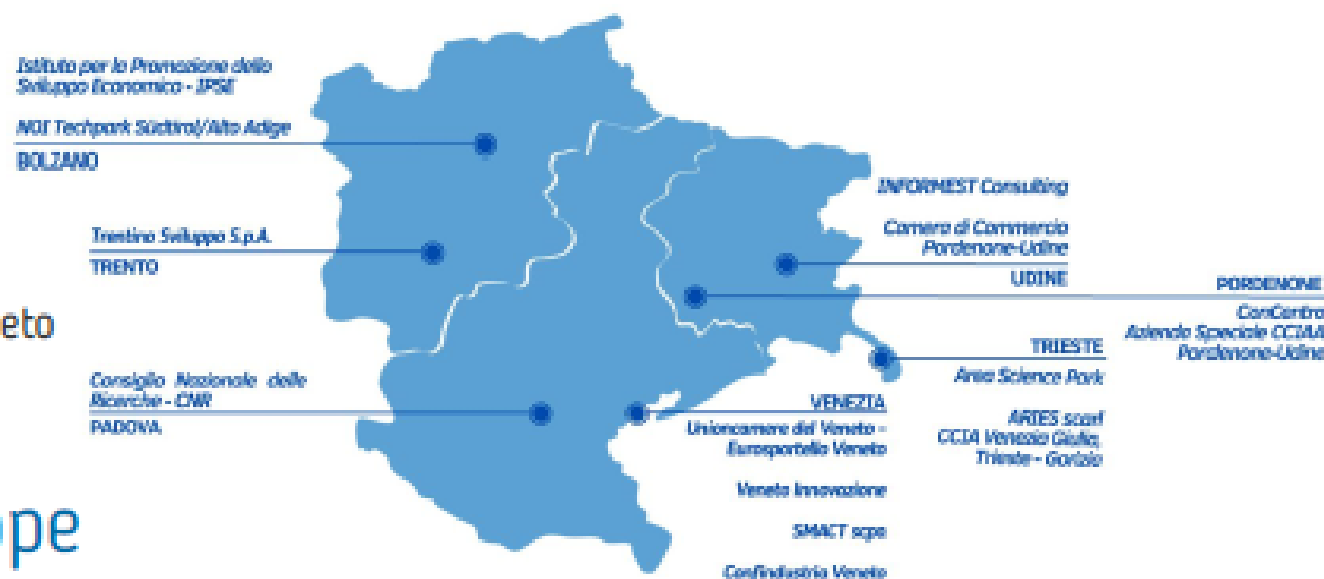 Istituto per la Promozione dello
Sviluppo Economico - IPSE
NOI Techpark Südtirol/Alto Adige
BOLZANO
Trentino Sviluppo S.p.A.
TRENTO
eto
Consiglio Nazionale delle
Ricerche - CNR
PADOVA
ope
INFORMEST Consulting
Camera di Commercio
Pordenone-Udine
UDINE
PORDENONE
ConCentro
Azienda Speciale CCIAA
Pordenone-Udine
TRIESTE
Area Science Park
ARIES scarl
CCIA Venezia Giulia,
Trieste - Gorizia
VENEZIA
Unioncamere del Veneto -
Eurosportello Veneto
Veneto Innovazione
SMACT scpa
Confindustria Veneto